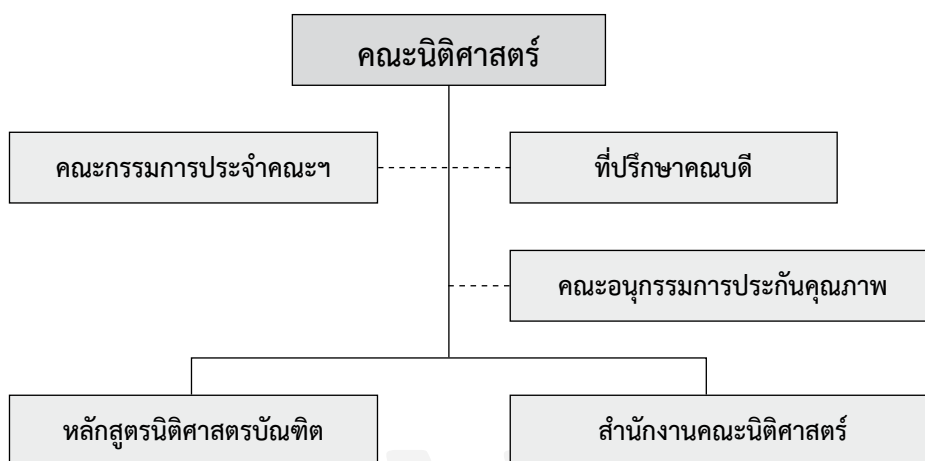 คณะนิติศาสตร์
คณะกรรมการประจำคณะฯ
ที่ปรึกษาคณบดี
คณะอนุกรรมการประกันคุณภาพ
หลักสูตรนิติศาสตรบัณฑิต
สำนักงานคณะนิติศาสตร์